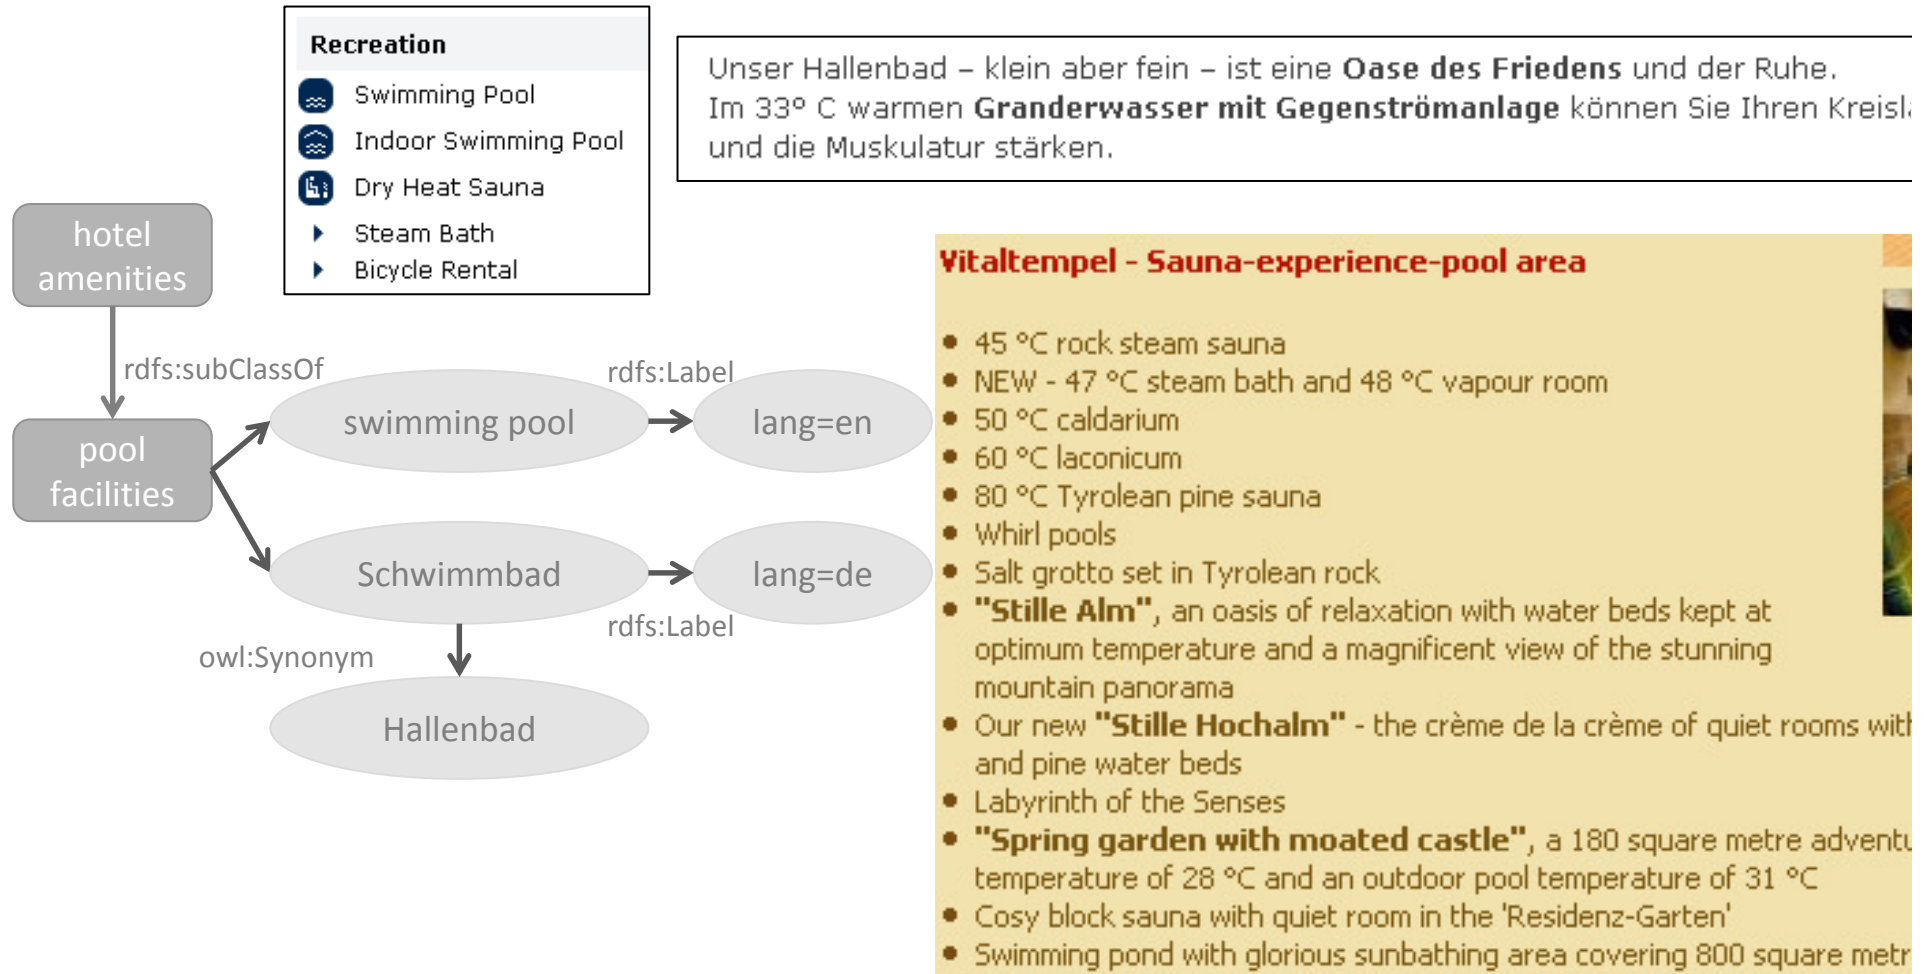 Recreation
Swimming Pool
Indoor Swimming Pool
Dry Heat Sauna
Steam Bath
Bicycle Rental
Unser Hallenbad – klein aber fein – ist eine Oase des Friedens und der Ruhe.
Im 33º C warmen Granderwasser mit Gegenströmanlage können Sie Ihren
und die Muskulatur stärken.
hotel
amenities
rdfs:subClassOf
pool
facilities
swimming pool
rdfs:Label
lang=en
Schwimmbad
rdfs:Label
lang=de
owl:Synonym
Hallenbad
Vitaltempel - Sauna-experience-pool area
45 °C rock steam sauna
NEW - 47 °C steam bath and 48 °C vapour room
50 °C caldarium
60 °C laconicum
80 °C Tyrolean pine sauna
Whirl pools
Salt grotto set in Tyrolean rock
"Stille Alm", an oasis of relaxation with water beds kept at
optimum temperature and a magnificent view of the stunning
mountain panorama
Our new "Stille Hochalm" - the crème de la crème of quiet rooms with
and pine water beds
Labyrinth of the Senses
"Spring garden with moated castle", a 180 square metre
temperature of 28 °C and an outdoor pool temperature of 31 °C
Cosy block sauna with quiet room in the 'Residenz-Garten'
Swimming pond with glorious sunbathing area covering 800 square